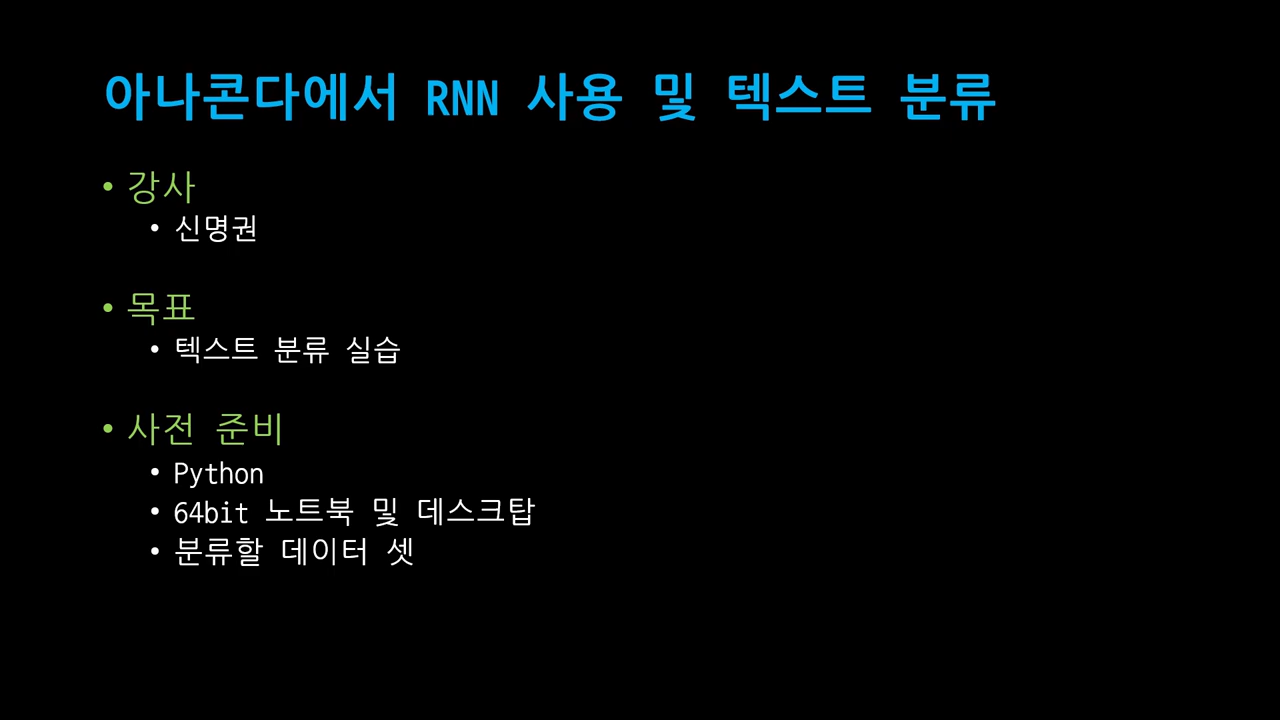 아나콘다에서 RNN 사용 및 텍스트 분류
• 강사
• 신명권
• 목표
• 텍스트 분류 실습
• 사전 준비
• Python
• 64bit 노트북 및 데스크탑
• 분류할 데이터 셋